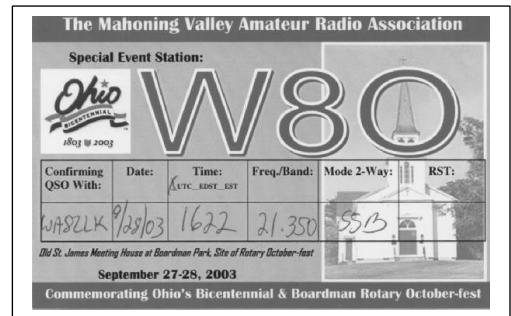 The Mahoning Valley Amateur Radio Association
Special Event Station:
W8O
Ohio
BICENTENNIAL
1803 2003
Confirming QSO With: Date: Time: Freq./Band: Mode 2-Way: RST:
X UTC__EDST__EST
WA8ZLK 9/28/03 1622 21.350 SSB
Old St. James Meeting House at Boardman Park, Site of Rotary October-fest
September 27-28, 2003
Commemorating Ohio's Bicentennial & Boardman Rotary October-fest